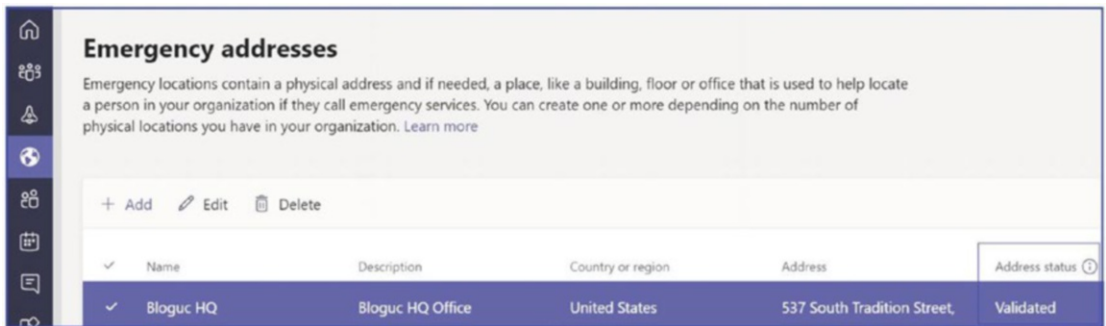 Emergency addresses
Emergency locations contain a physical address and if needed, a place, like a building, floor or office that is used to help locate
a person in your organization if they call emergency services. You can create one or more depending on the number of
physical locations you have in your organization. Learn more
Add Edit Delete
Name Description Country or region Address Address status
Bloguc HQ Bloguc HQ Office United States 537 South Tradition Street, Validated